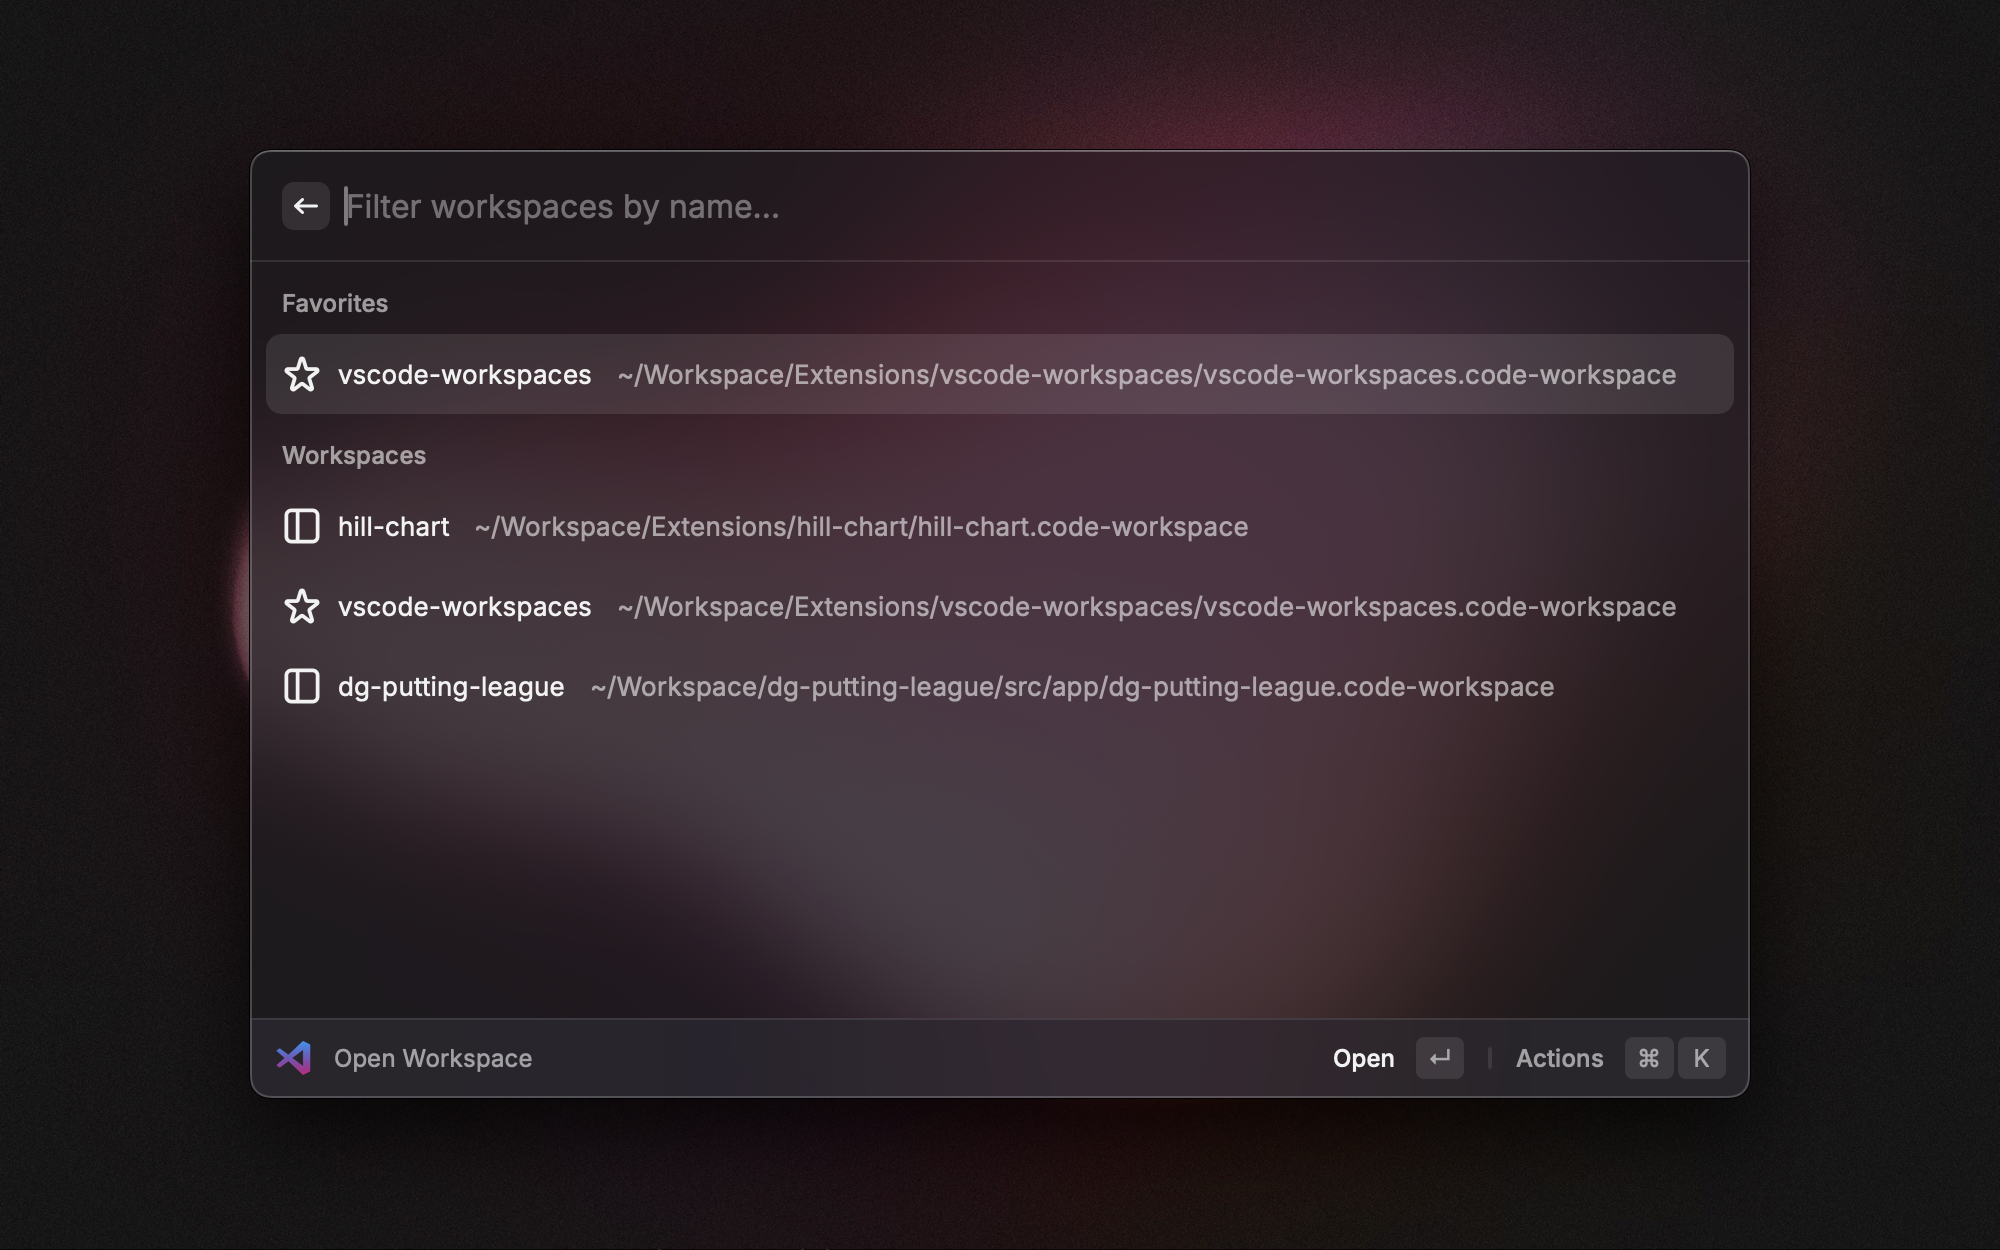 Filter workspaces by name...
Favorites
vscode-workspaces ~/Workspace/Extensions/vscode-workspaces/vscode-workspaces.code-workspace
Workspaces
hill-chart ~/Workspace/Extensions/hill-chart/hill-chart.code-workspace
vscode-workspaces ~/Workspace/Extensions/vscode-workspaces/vscode-workspaces.code-workspace
dg-putting-league ~/Workspace/dg-putting-league/src/app/dg-putting-league.code-workspace
Open Workspace Open ↵ Actions ⌘ K